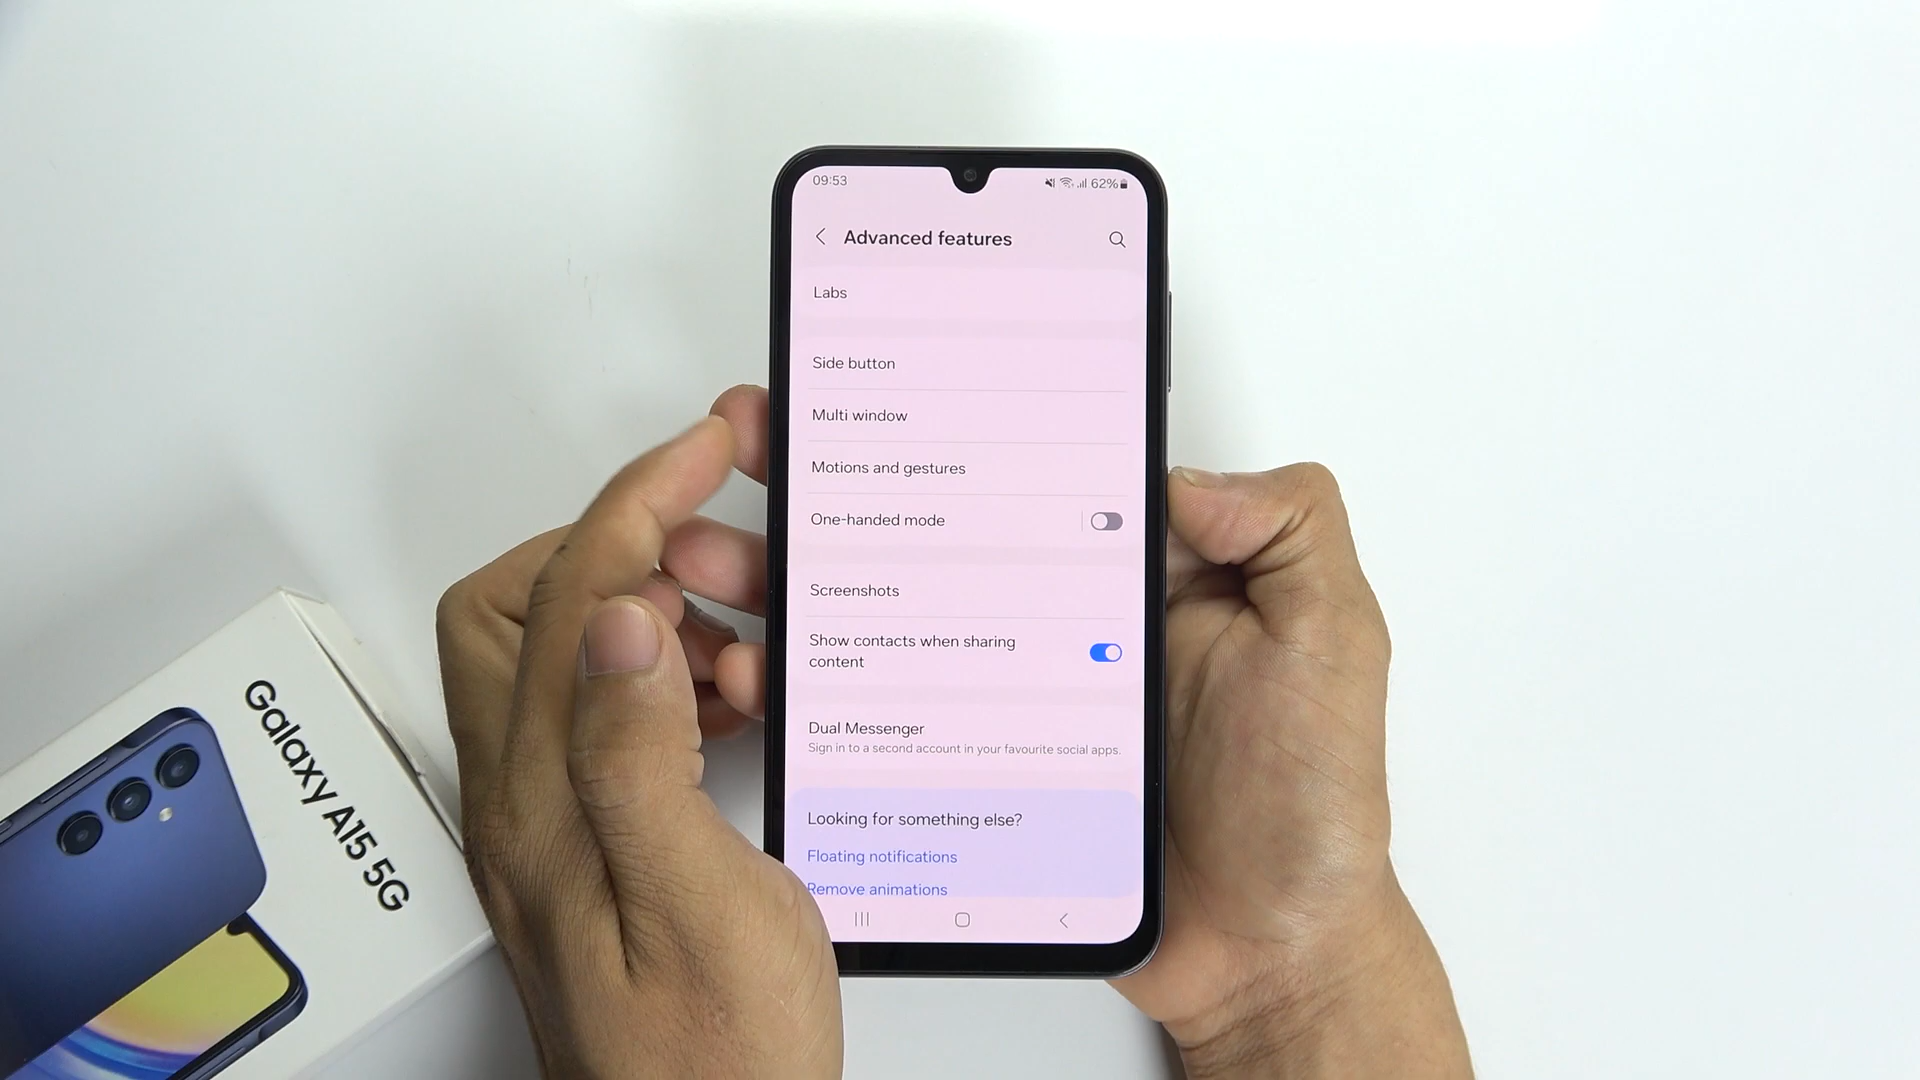 09:53
62%
Advanced features
Labs
Side button
Multi window
Motions and gestures
One-handed mode
Screenshots
Show contacts when sharing
content
Dual Messenger
Sign in to a second account in your favourite social apps.
Looking for something else?
Floating notifications
Remove animations
Galaxy A15 5G